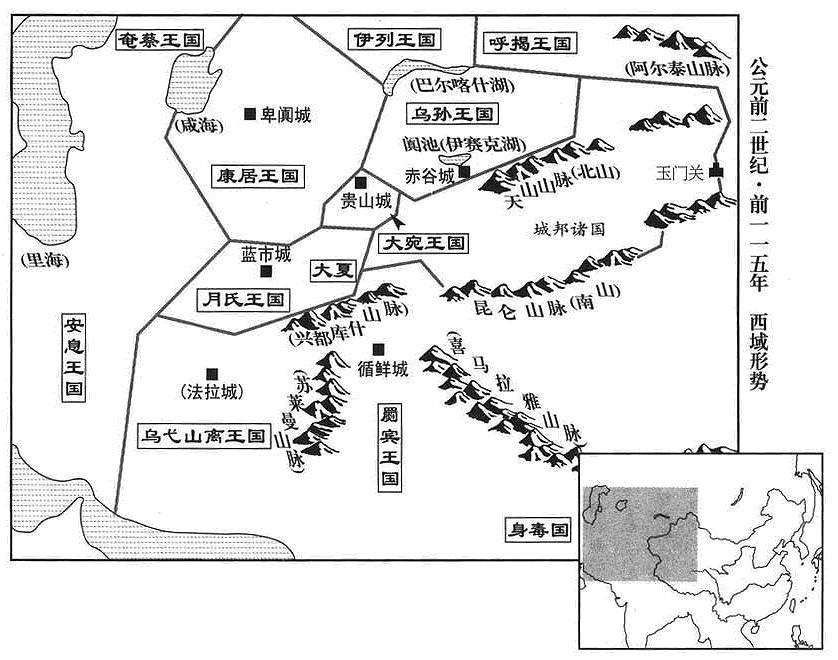 奄蔡王国
伊列王国
呼揭王国
(阿尔泰山脉)
(咸海)
卑阗城
(巴尔喀什湖)
乌孙王国
阗池(伊赛克湖)
康居王国
贵山城
赤谷城
天山山脉(北山)
玉门关
城邦诸国
(里海)
蓝市城
大宛王国
大夏
月氏王国
昆仑山脉(南山)
(兴都库什山脉)
安息王国
(法拉城)
循鲜城
(苏莱曼山脉)
(喜马拉雅山脉)
乌弋山离王国
罽宾王国
身毒国
公元前二世纪·前一一五年 西域形势